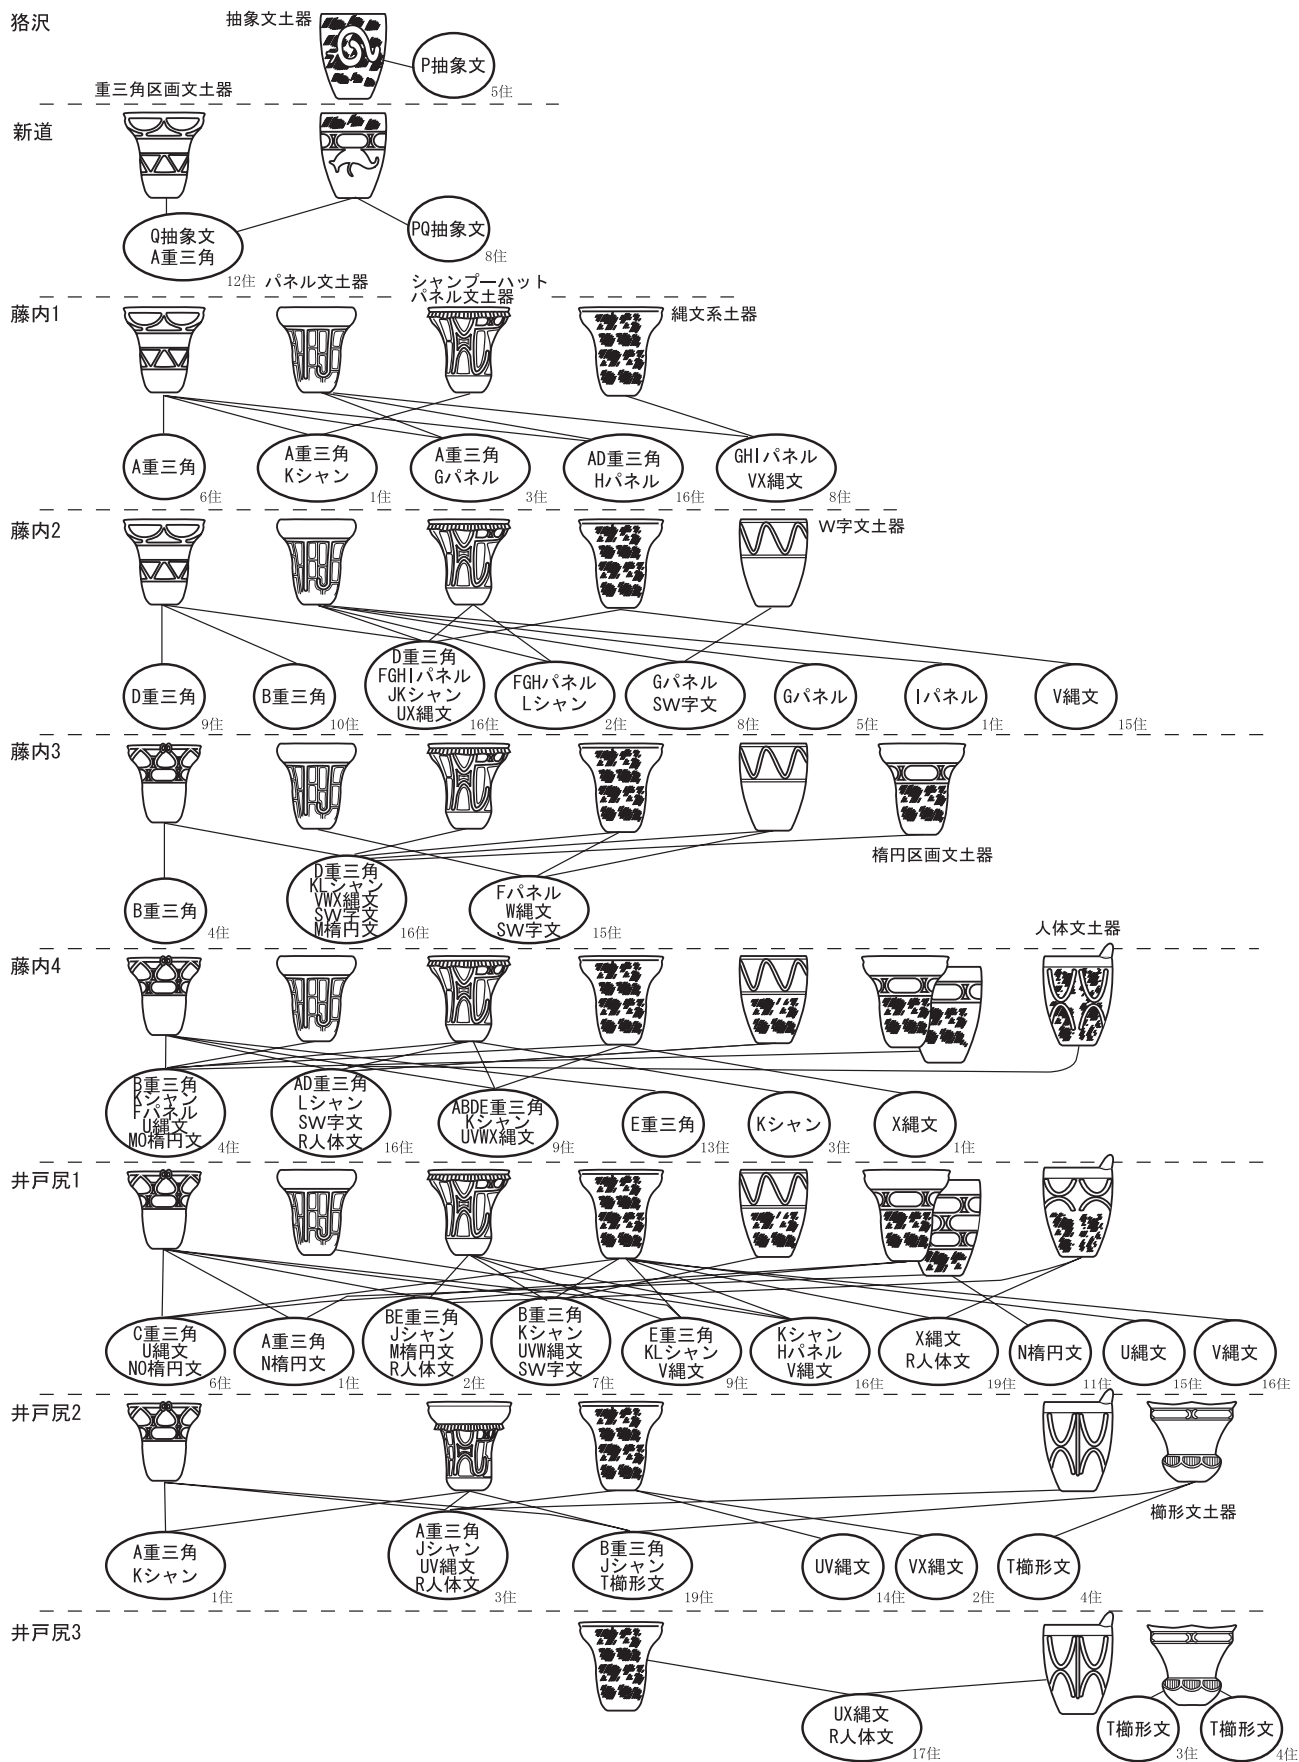 狢沢
抽象文土器
P抽象文
5住
重三角区画文土器
新道
Q抽象文
A重三角
12住
PQ抽象文
8住
パネル文土器
シャンプーハット
パネル文土器
藤内1
縄文系土器
A重三角
6住
A重三角
Kシャン
1住
A重三角
Gパネル
3住
AD重三角
Hパネル
16住
GHIパネル
VX縄文
8住
藤内2
W字文土器
D重三角
9住
B重三角
10住
D重三角
FGHIパネル
JKシャン
UX縄文
16住
FGHパネル
Lシャン
2住
Gパネル
SW字文
8住
Gパネル
5住
Iパネル
1住
V縄文
15住
藤内3
楕円区画文土器
B重三角
4住
D重三角
KLシャン
VWX縄文
SW字文
M楕円文
16住
Fパネル
W縄文
SW字文
15住
人体文土器
藤内4
B重三角
Kシャン
Fパネル
U縄文
MO楕円文
4住
AD重三角
Lシャン
SW字文
R人体文
16住
ABDE重三角
Kシャン
UVWX縄文
9住
E重三角
13住
Kシャン
3住
X縄文
1住
井戸尻1
C重三角
U縄文
NO楕円文
6住
A重三角
N楕円文
1住
BE重三角
Jシャン
M楕円文
R人体文
2住
B重三角
Kシャン
UVW縄文
SW字文
7住
E重三角
KLシャン
V縄文
9住
Kシャン
Hパネル
V縄文
16住
X縄文
R人体文
19住
N楕円文
11住
U縄文
15住
V縄文
16住
井戸尻2
櫛形文土器
A重三角
Kシャン
1住
A重三角
Jシャン
UV縄文
R人体文
3住
B重三角
Jシャン
T櫛形文
19住
UV縄文
14住
VX縄文
2住
T櫛形文
4住
井戸尻3
UX縄文
R人体文
17住
T櫛形文
3住
T櫛形文
4住